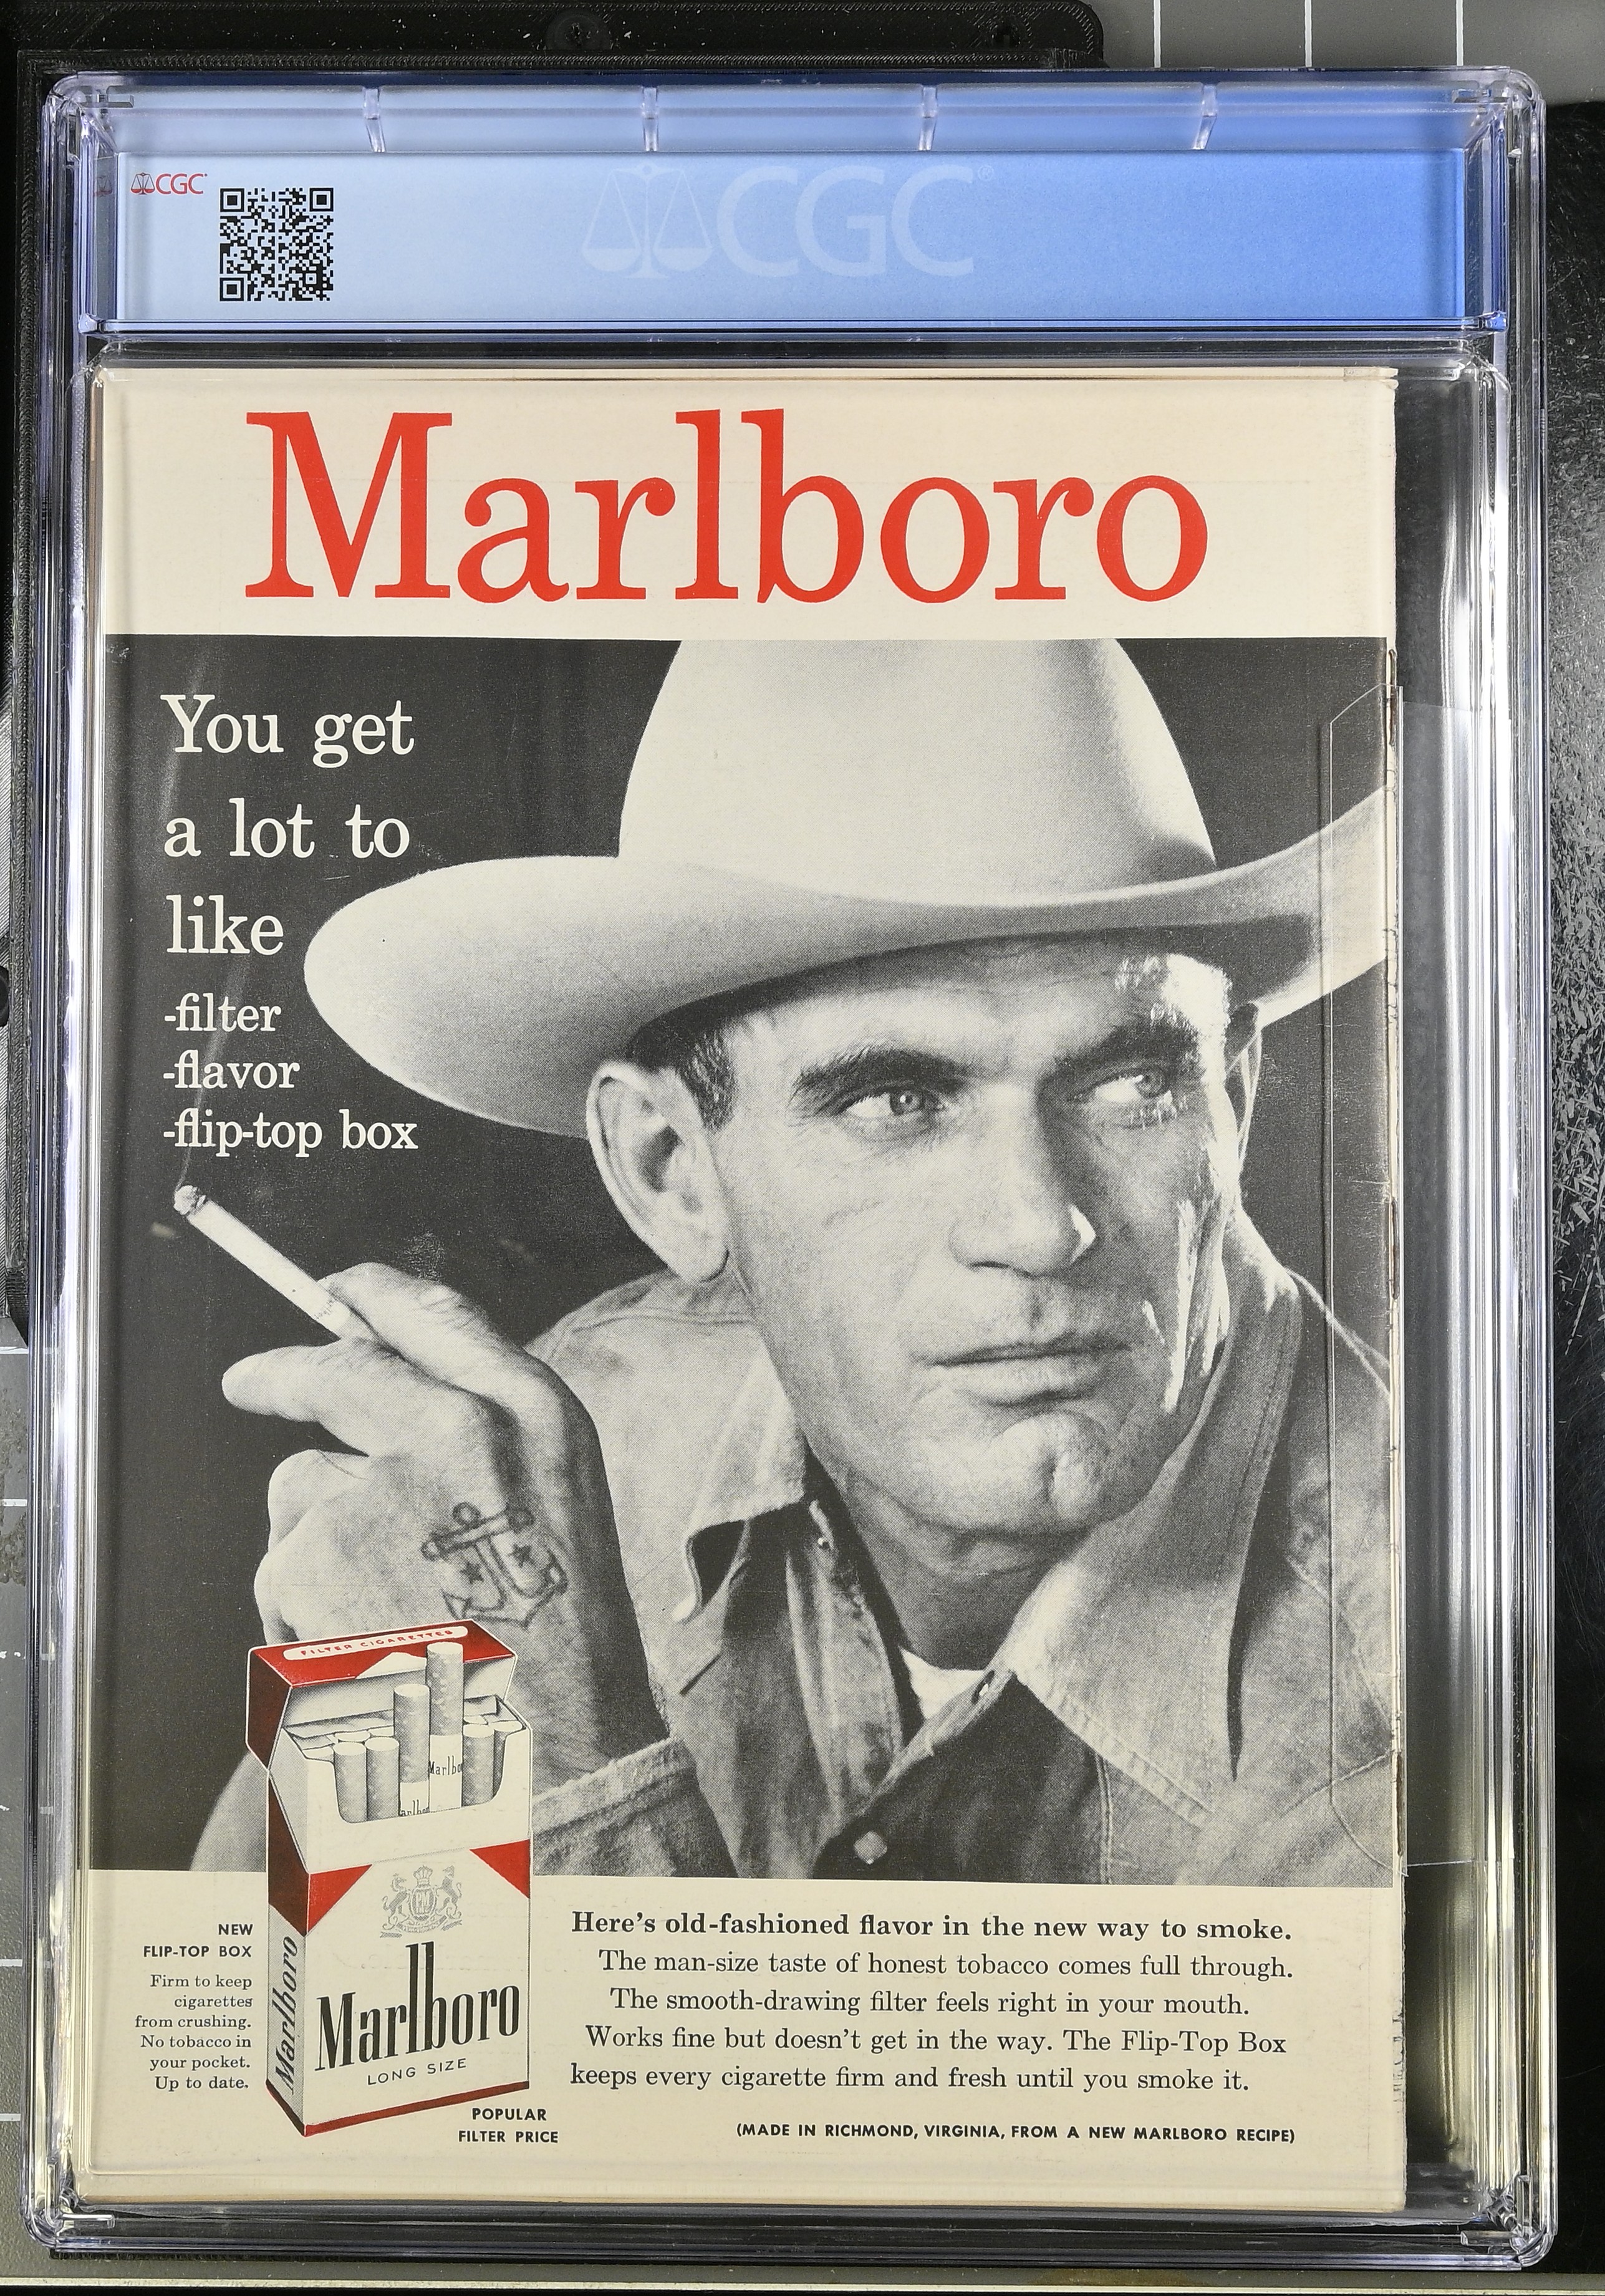 CGC
CGC®
Marlboro
You get
a lot to
like
-filter
-flavor
-flip-top box
FILTER CIGARETTES
Marlboro
NEW
FLIP-TOP BOX
Firm to keep
cigarettes
from crushing.
No tobacco in
your pocket.
Up to date.
Marlboro
Marlboro
LONG SIZE
POPULAR
FILTER PRICE
Here's old-fashioned flavor in the new way to smoke.
The man-size taste of honest tobacco comes full through.
The smooth-drawing filter feels right in your mouth.
Works fine but doesn't get in the way. The Flip-Top Box
keeps every cigarette firm and fresh until you smoke it.
(MADE IN RICHMOND, VIRGINIA, FROM A NEW MARLBORO RECIPE)